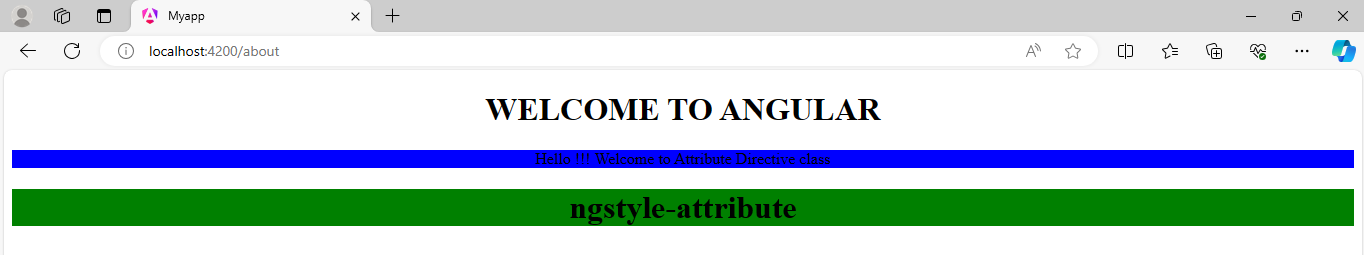 Myapp
localhost:4200/about
WELCOME TO ANGULAR
Hello !!! Welcome to Attribute Directive class
ngstyle-attribute